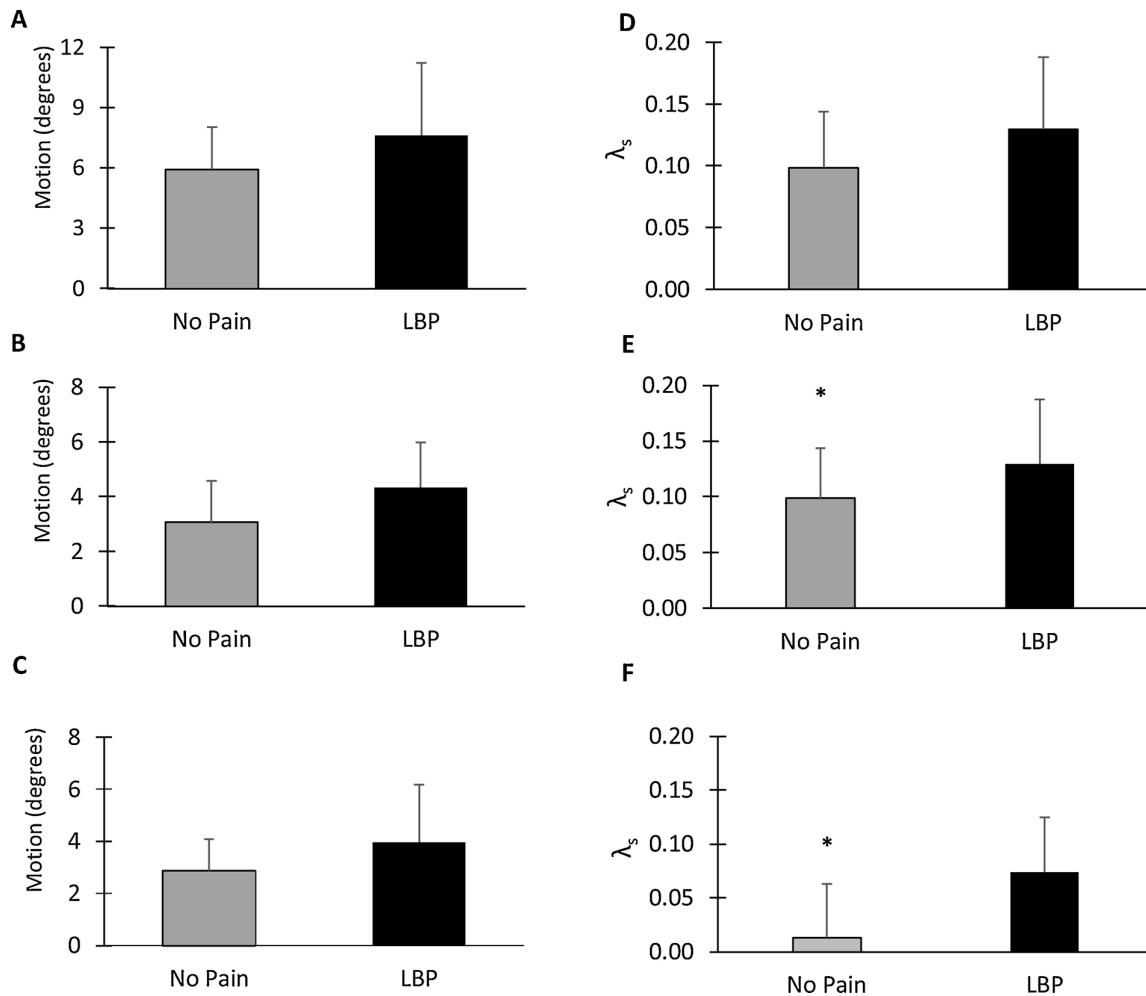 A
Motion (degrees)
12
9
6
3
0
No Pain LBP
B
Motion (degrees)
8
6
4
2
0
No Pain LBP
C
Motion (degrees)
8
6
4
2
0
No Pain LBP
D
λs
0.20
0.15
0.10
0.05
0.00
No Pain LBP
E
λs
0.20
0.15
0.10
0.05
0.00
*
No Pain LBP
F
λs
0.20
0.15
0.10
0.05
0.00
*
No Pain LBP